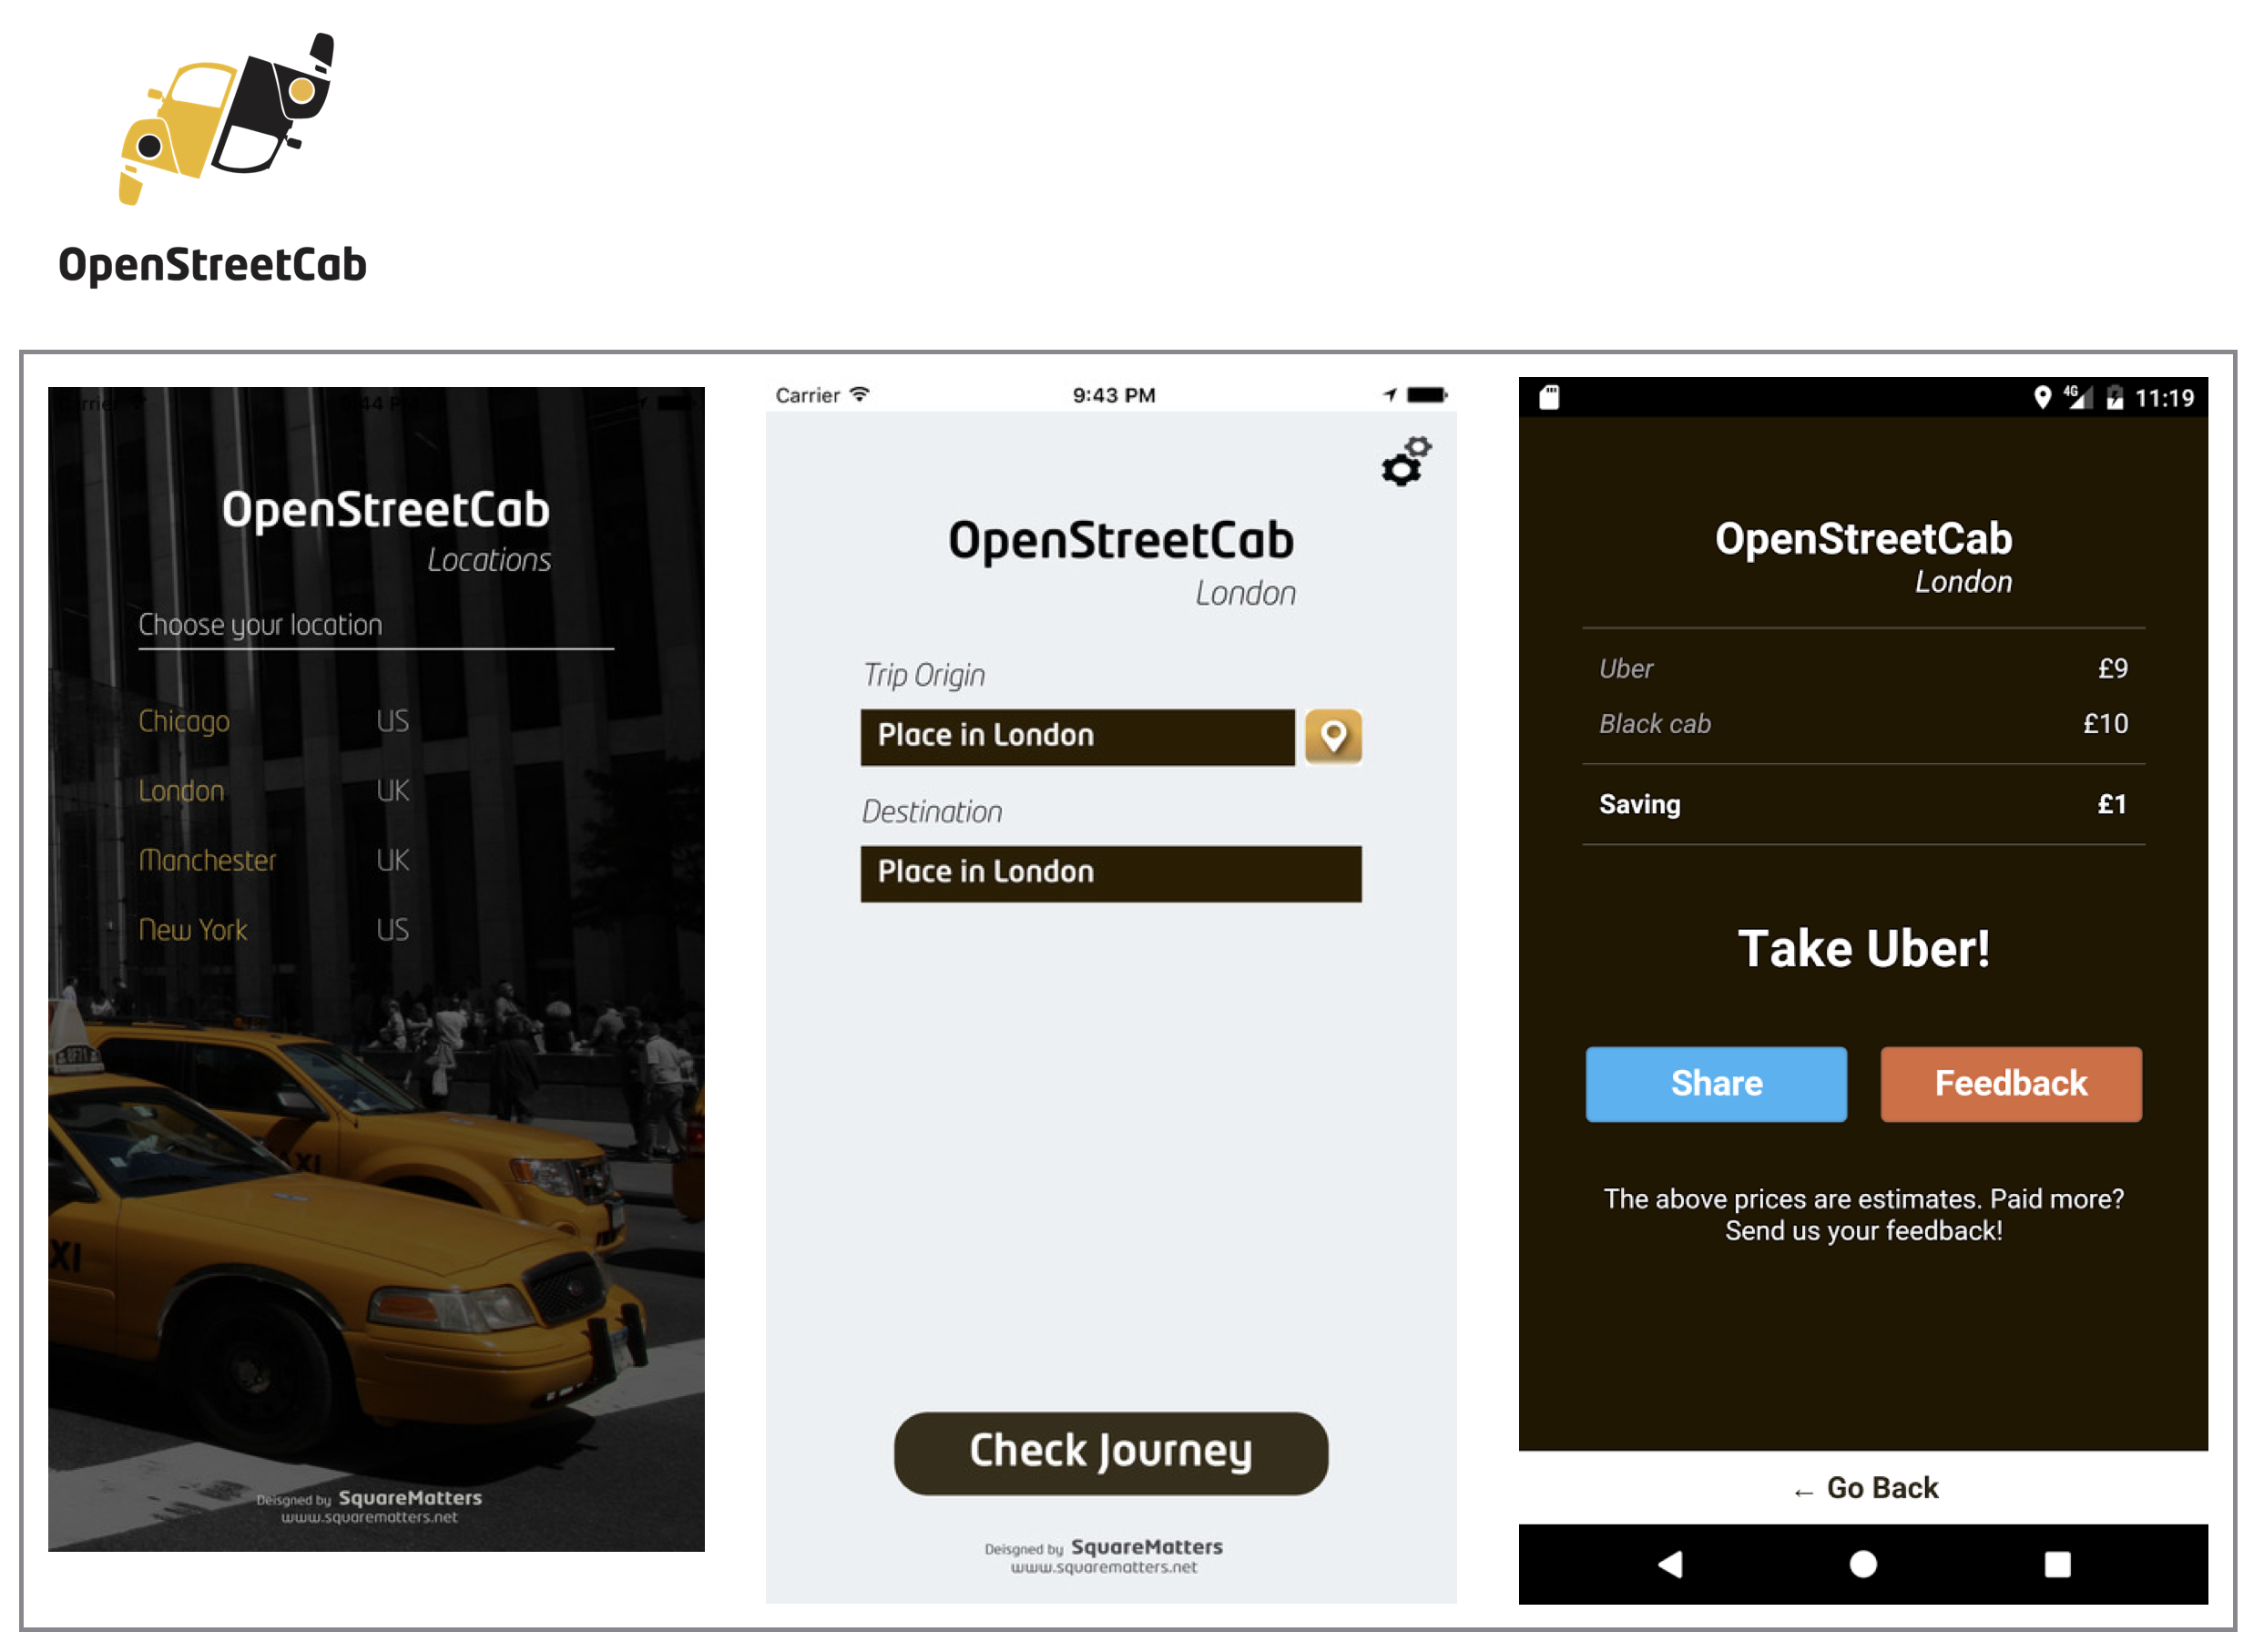 OpenStreetCab
OpenStreetCab
Locations
Choose your location
Chicago US
London UK
Manchester UK
New York US
XI
XI
Deisgned by SquareMatters
www.squarematters.net
Carrier 9:43 PM
OpenStreetCab
London
Trip Origin
Place in London
Destination
Place in London
Check Journey
Deisgned by SquareMatters
www.squarematters.net
4G 11:19
OpenStreetCab
London
Uber £9
Black cab £10
Saving £1
Take Uber!
Share Feedback
The above prices are estimates. Paid more?
Send us your feedback!
← Go Back